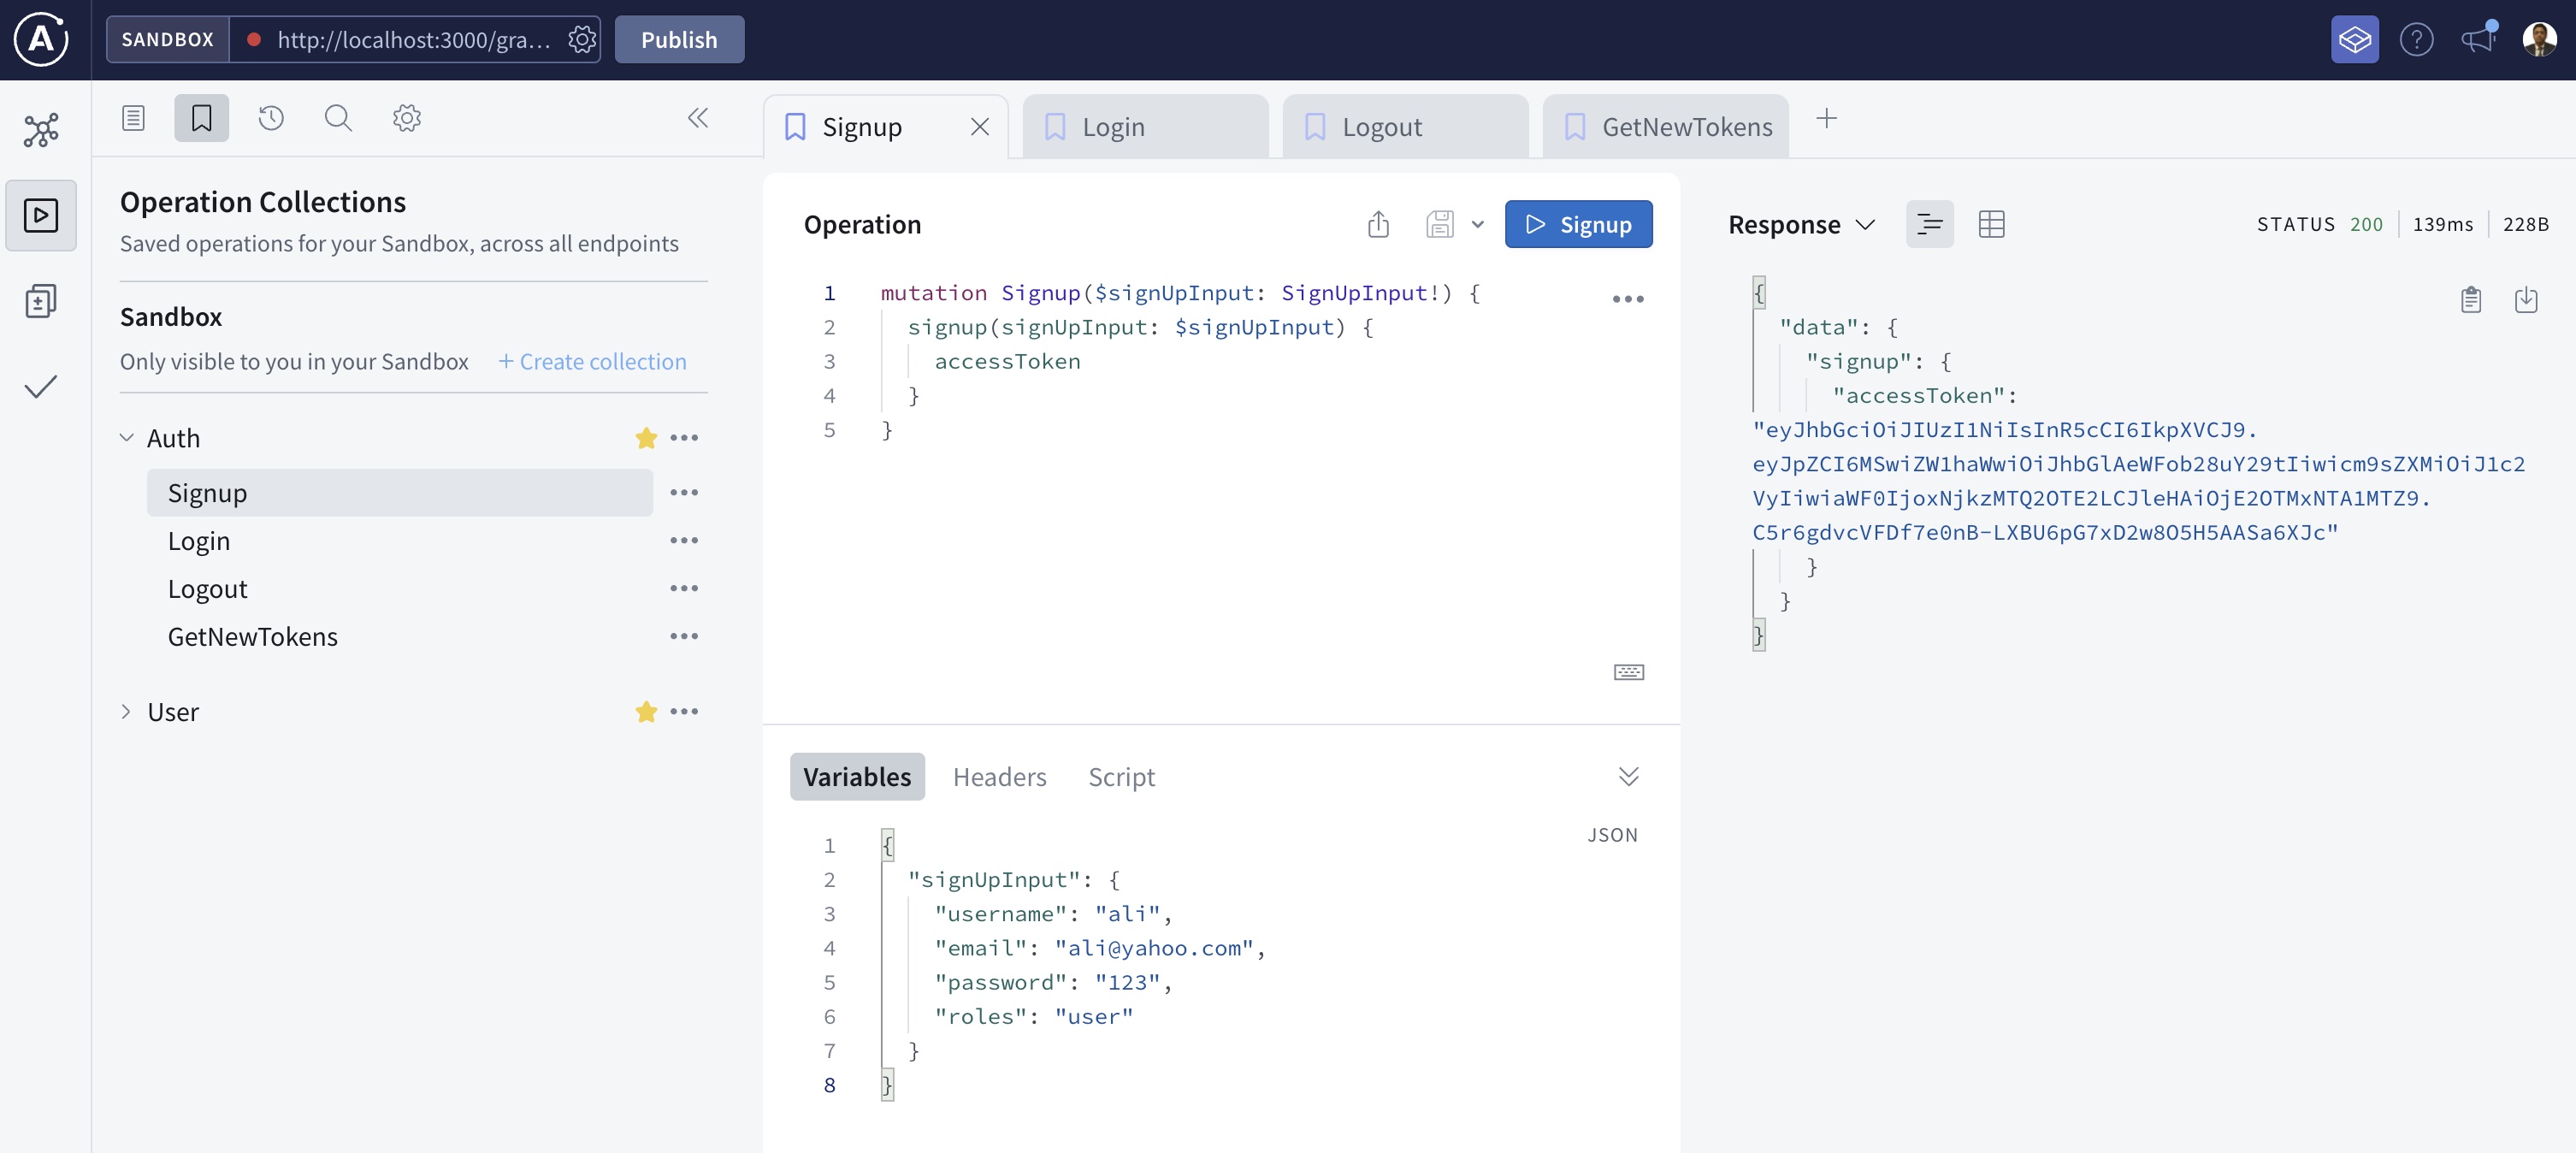 A
SANDBOX
http://localhost:3000/gra...
Publish
?
Signup
Login
Logout
GetNewTokens
Operation Collections
Saved operations for your Sandbox, across all endpoints
Sandbox
Only visible to you in your Sandbox
+ Create collection
Auth
Signup
Login
Logout
GetNewTokens
User
Operation
Signup
1 mutation Signup($signUpInput: SignUpInput!) {
2 signup(signUpInput: $signUpInput) {
3 accessToken
4 }
5 }
Variables
Headers
Script
JSON
1 {
2 "signUpInput": {
3 "username": "ali",
4 "email": "ali@yahoo.com",
5 "password": "123",
6 "roles": "user"
7 }
8 }
Response
STATUS 200
139ms
228B
{
"data": {
"signup": {
"accessToken":
"eyJhbGciOiJIUzI1NiIsInR5cCI6IkpXVCJ9.
eyJpZCI6MSwiZW1haWwiOiJhbGlAeWFob28uY29tIiwicm9sZXMiOiJ1c2
VyIiwiaWF0IjoxNjkzMTQ2OTE2LCJleHAiOjE2OTMxNTA1MTZ9.
C5r6gdvcVFDf7e0nB-LXBU6pG7xD2w8O5H5AASa6XJc"
}
}
}